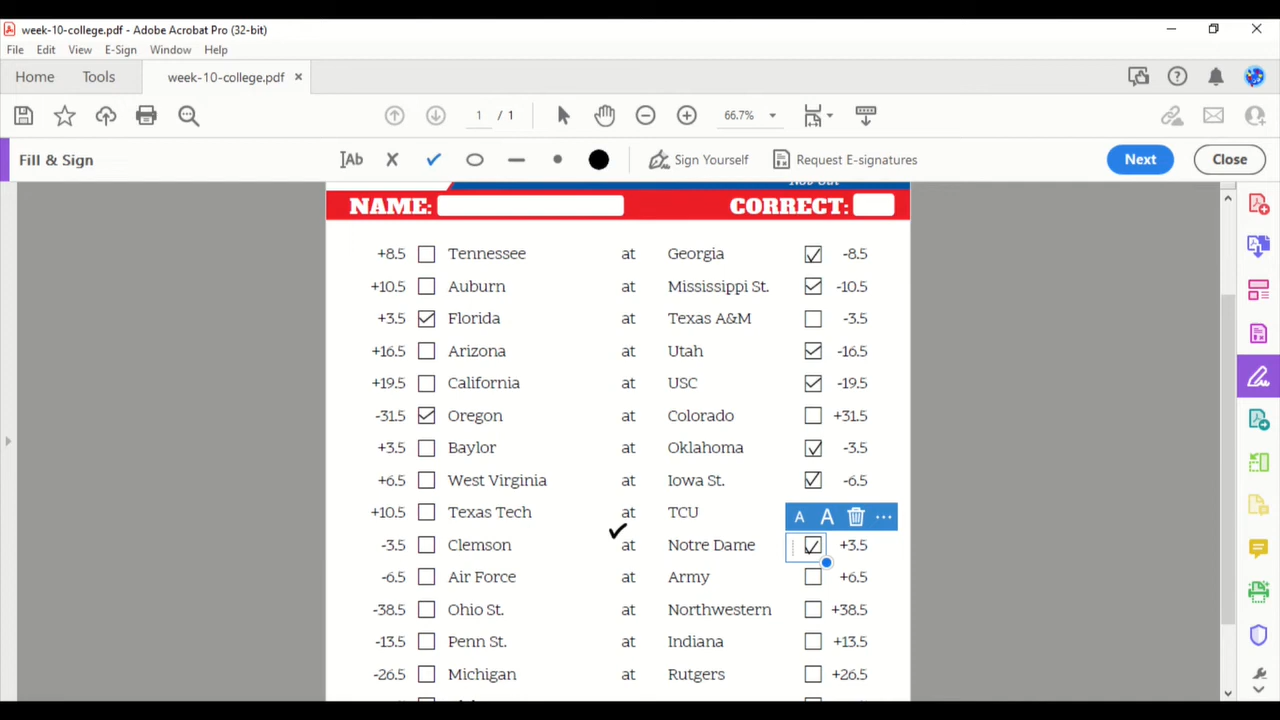 week-10-college.pdf - Adobe Acrobat Pro (32-bit)
File Edit View E-Sign Window Help
Home Tools week-10-college.pdf ×
1 / 1 66.7%
Fill & Sign Ab Sign Yourself Request E-signatures Next Close
NAME: CORRECT:
+8.5 Tennessee at Georgia -8.5
+10.5 Auburn at Mississippi St. -10.5
+3.5 Florida at Texas A&M -3.5
+16.5 Arizona at Utah -16.5
+19.5 California at USC -19.5
-31.5 Oregon at Colorado +31.5
+3.5 Baylor at Oklahoma -3.5
+6.5 West Virginia at Iowa St. -6.5
+10.5 Texas Tech at TCU A A
-3.5 Clemson at Notre Dame +3.5
-6.5 Air Force at Army +6.5
-38.5 Ohio St. at Northwestern +38.5
-13.5 Penn St. at Indiana +13.5
-26.5 Michigan at Rutgers +26.5